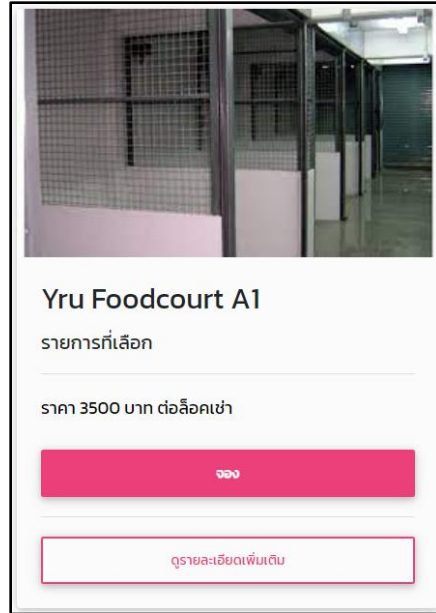 Yru Foodcourt A1
รายการที่เลือก
ราคา 3500 บาท ต่อล็อคเช่า
จอง
ดูรายละเอียดเพิ่มเติม